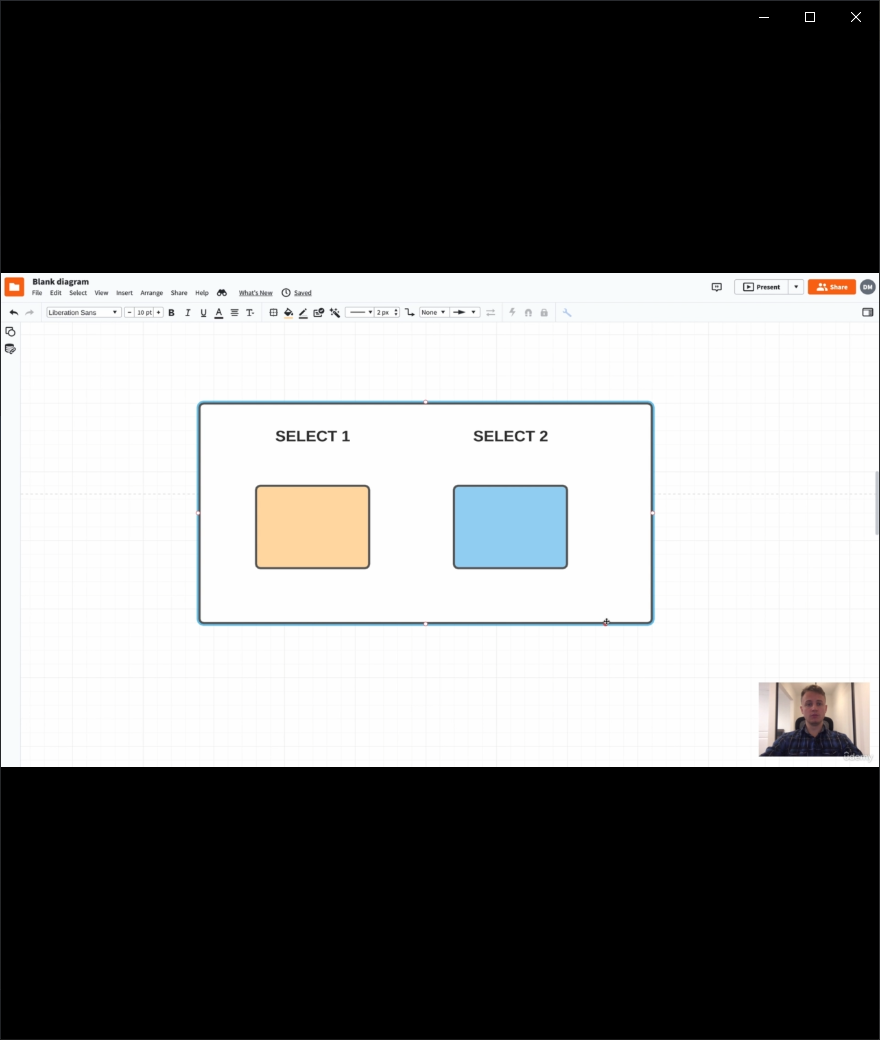 Blank diagram
File Edit Select View Insert Arrange Share Help What's New Saved
Present Share DM
Liberation Sans - 10 pt + B I U A T 2 px None
SELECT 1 SELECT 2
Udemy